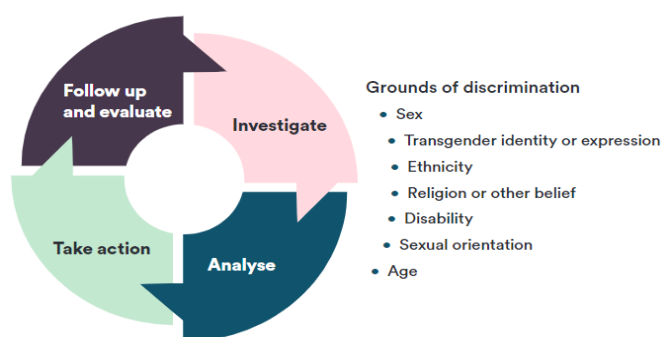 Follow up
and evaluate
Investigate
Analyse
Take action
Grounds of discrimination
• Sex
• Transgender identity or expression
• Ethnicity
• Religion or other belief
• Disability
• Sexual orientation
• Age